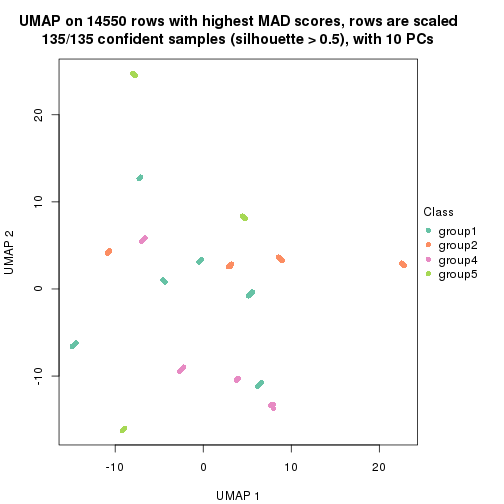 UMAP on 14550 rows with highest MAD scores, rows are scaled
135/135 confident samples (silhouette > 0.5), with 10 PCs
20
10
0
-10
UMAP 2
-10
0
10
20
UMAP 1
Class
group1
group2
group4
group5